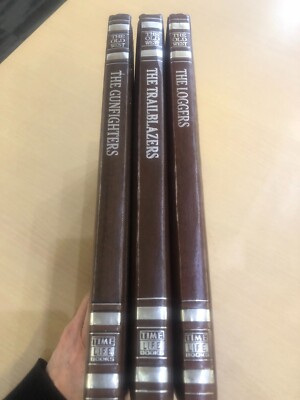 THE
OLD
WEST
THE GUNFIGHTERS
TIME
LIFE
BOOKS
THE
OLD
WEST
THE TRAILBLAZERS
TIME
LIFE
BOOKS
THE
OLD
WEST
THE LOGGERS
TIME
LIFE
BOOKS